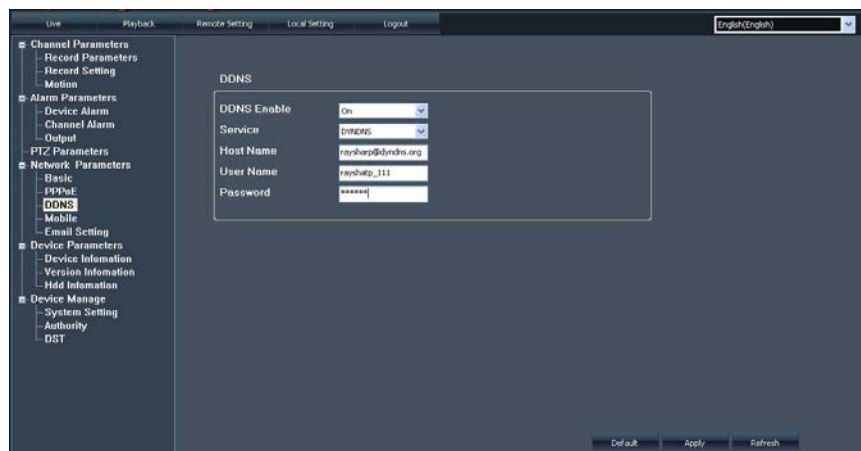 Live Playback Remote Setting Local Setting Logout English(English)
Channel Parameters
Record Parameters
Record Setting
Motion
Alarm Parameters
Device Alarm
Channel Alarm
Output
PTZ Parameters
Network Parameters
Basic
PPPoE
DDNS
Mobile
Email Setting
Device Parameters
Device Infomation
Version Infomation
Hdd Infomation
Device Manage
System Setting
Authority
DST
DDNS
DDNS Enable On
Service DYNDNS
Host Name raysharp@dyndns.org
User Name rayshatp_111
Password ******
Default Apply Refresh